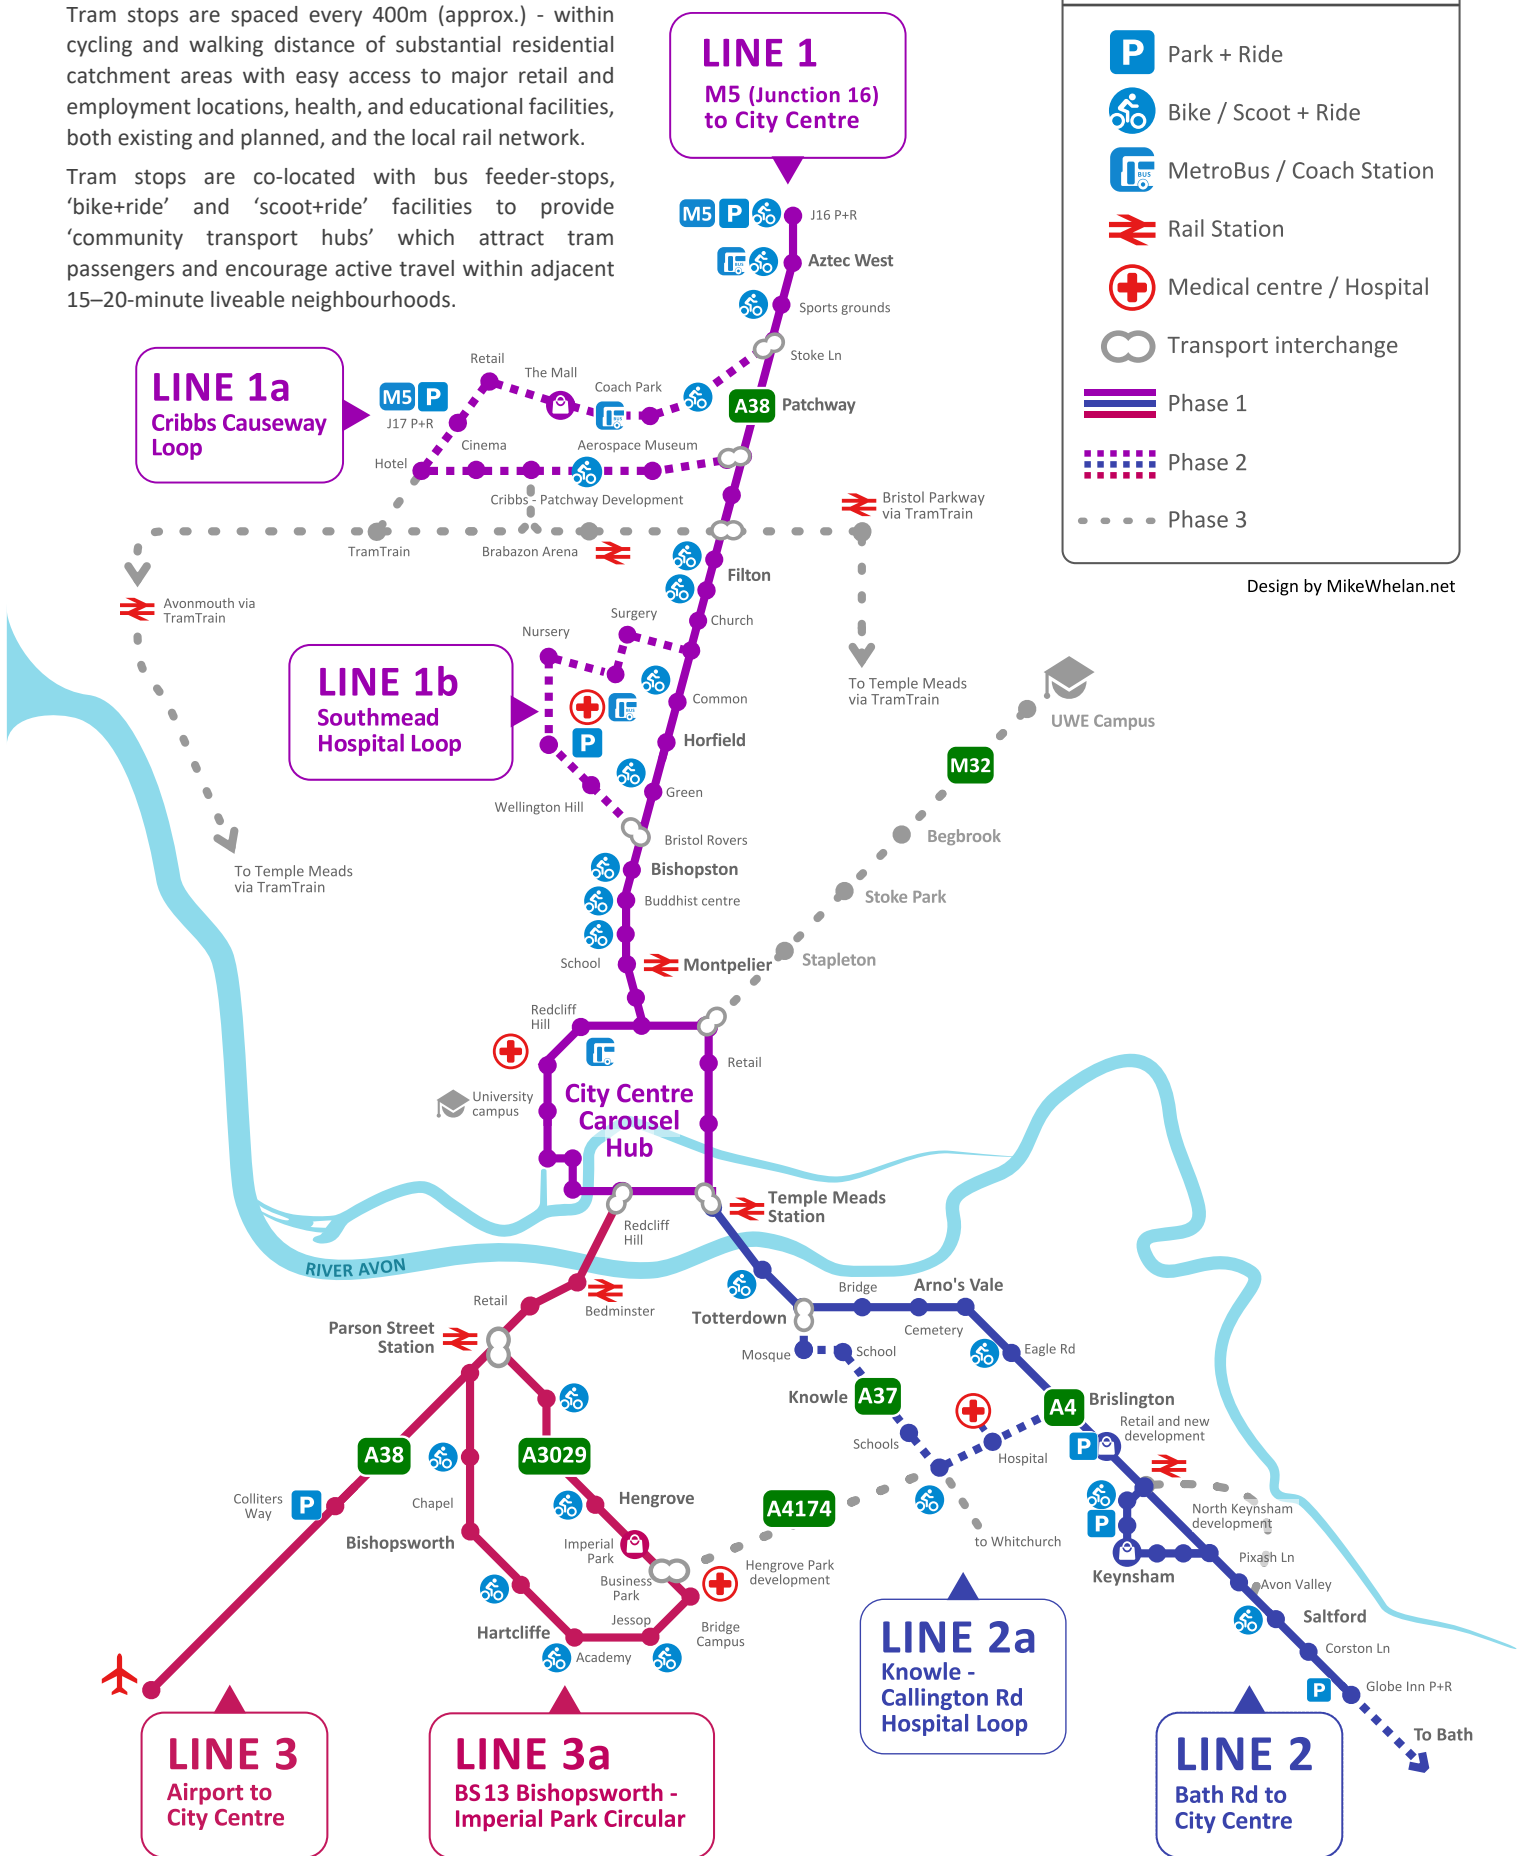 Tram stops are spaced every 400m (approx.) - within
cycling and walking distance of substantial residential
catchment areas with easy access to major retail and
employment locations, health, and educational facilities,
both existing and planned, and the local rail network.
Tram stops are co-located with bus feeder-stops,
‘bike+ride’ and ‘scoot+ride’ facilities to provide
‘community transport hubs’ which attract tram
passengers and encourage active travel within adjacent
15–20-minute liveable neighbourhoods.
LINE 1
M5 (Junction 16)
to City Centre
P
Park + Ride
Bike / Scoot + Ride
BUS
MetroBus / Coach Station
Rail Station
Medical centre / Hospital
Transport interchange
Phase 1
Phase 2
Phase 3
Design by MikeWhelan.net
M5
P
J16 P+R
BUS
Aztec West
Sports grounds
Stoke Ln
LINE 1a
Cribbs Causeway
Loop
M5
P
J17 P+R
Retail
The Mall
Coach Park
BUS
A38
Patchway
Cinema
Aerospace Museum
Hotel
Cribbs - Patchway Development
Bristol Parkway
via TramTrain
TramTrain
Brabazon Arena
Filton
Avonmouth via
TramTrain
Surgery
Church
Nursery
LINE 1b
Southmead
Hospital Loop
BUS
P
Common
Horfield
To Temple Meads
via TramTrain
UWE Campus
M32
Green
Wellington Hill
Bristol Rovers
Begbrook
To Temple Meads
via TramTrain
Bishopston
Buddhist centre
Stoke Park
School
Montpelier
Stapleton
Redcliff
Hill
Retail
University
campus
City Centre
Carousel
Hub
Temple Meads
Station
Redcliff
Hill
RIVER AVON
Bedminster
Retail
Parson Street
Station
Totterdown
Bridge
Arno's Vale
Cemetery
Eagle Rd
Mosque
School
Knowle
A37
A4
Brislington
Retail and new
development
P
Schools
Hospital
A38
A3029
Colliters
Way
P
Chapel
Hengrove
A4174
to Whitchurch
Bishopsworth
Imperial
Park
Business
Park
Hengrove Park
development
P
North Keynsham
development
Pixash Ln
Keynsham
Avon Valley
Hartcliffe
Jessop
Bridge
Campus
Academy
Saltford
Corston Ln
P
Globe Inn P+R
To Bath
LINE 3
Airport to
City Centre
LINE 3a
BS13 Bishopsworth -
Imperial Park Circular
LINE 2a
Knowle -
Callington Rd
Hospital Loop
LINE 2
Bath Rd to
City Centre